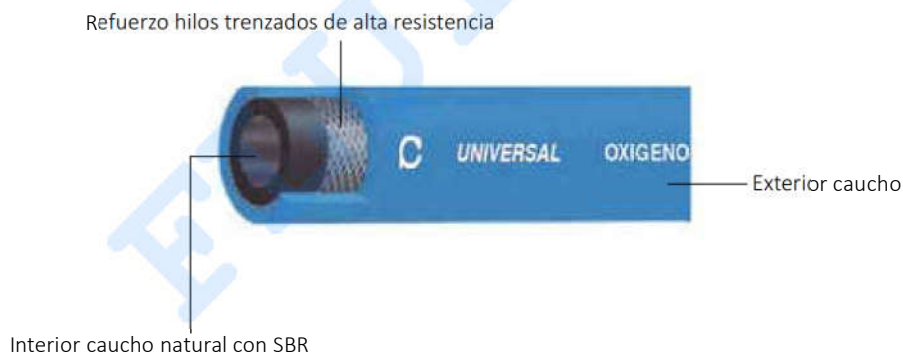 Refuerzo hilos trenzados de alta resistencia
UNIVERSAL OXIGENO
Exterior caucho
Interior caucho natural con SBR